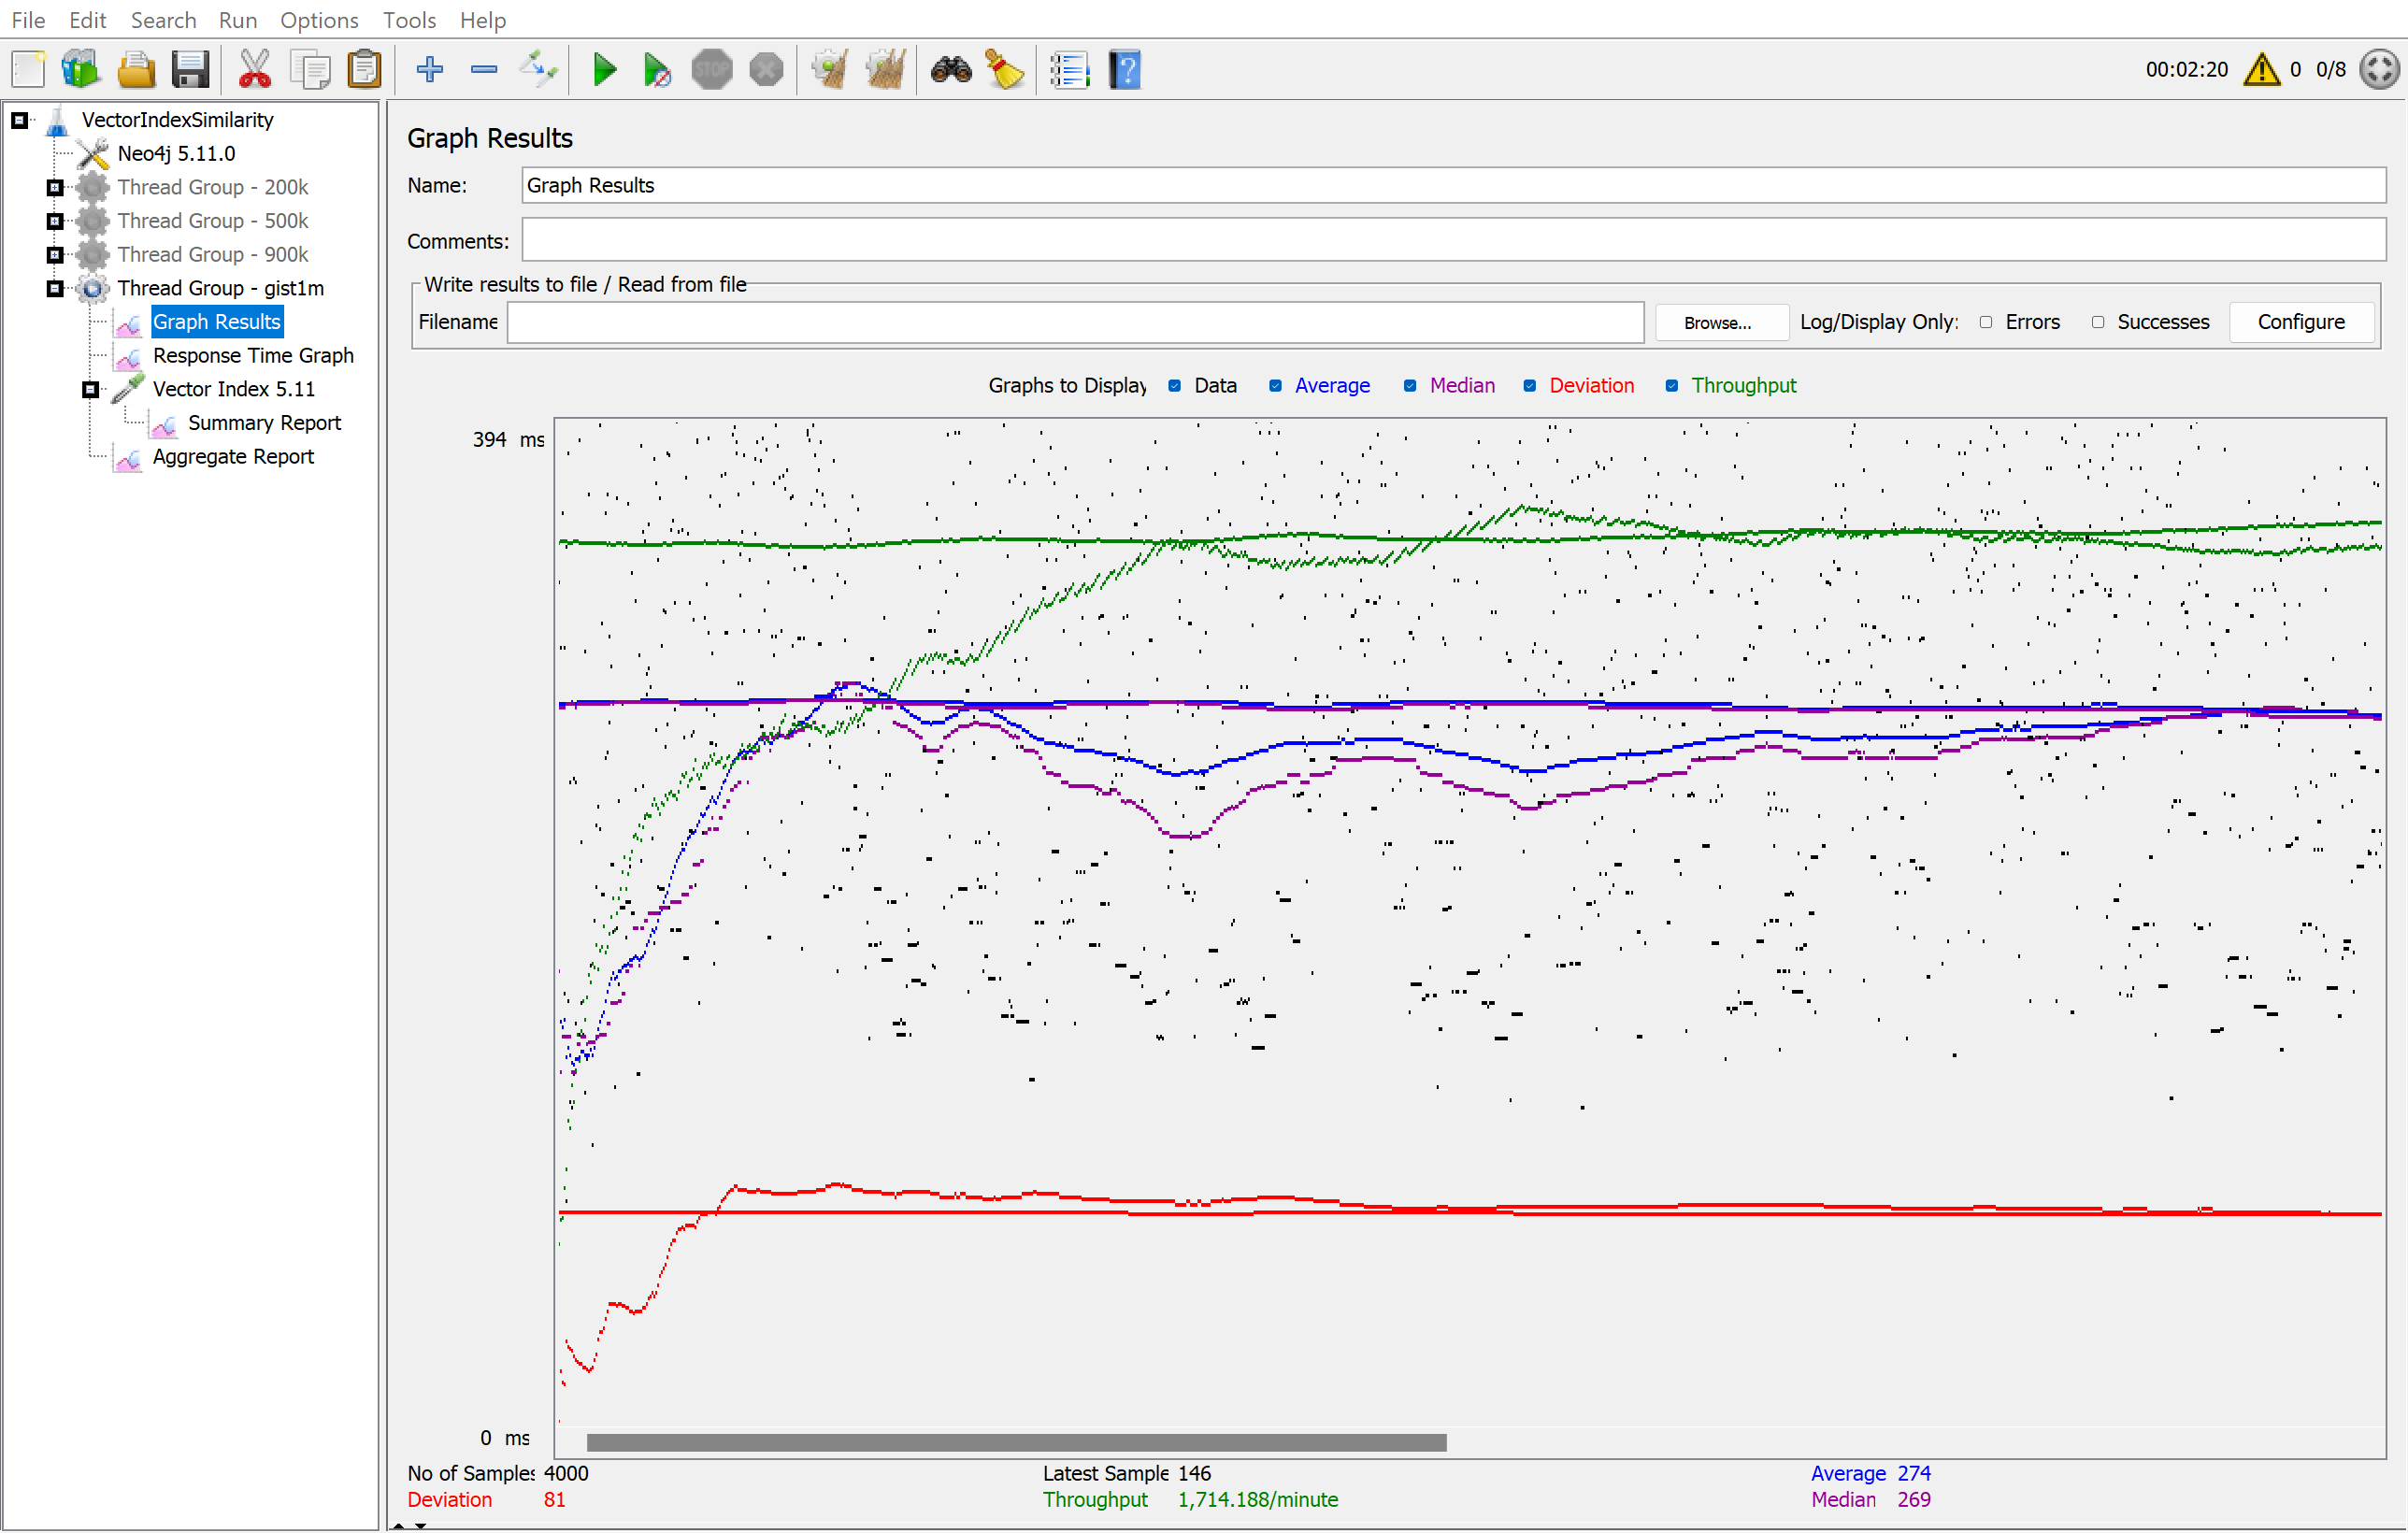 File Edit Search Run Options Tools Help
STOP
00:02:20 0 0/8
VectorIndexSimilarity
Neo4j 5.11.0
Thread Group - 200k
Thread Group - 500k
Thread Group - 900k
Thread Group - gist1m
Graph Results
Response Time Graph
Vector Index 5.11
Summary Report
Aggregate Report
Graph Results
Name: Graph Results
Comments:
Write results to file / Read from file
Filename Browse... Log/Display Only: Errors Successes Configure
Graphs to Display Data Average Median Deviation Throughput
394 ms
0 ms
No of Samples 4000 Latest Sample 146 Average 274
Deviation 81 Throughput 1,714.188/minute Median 269